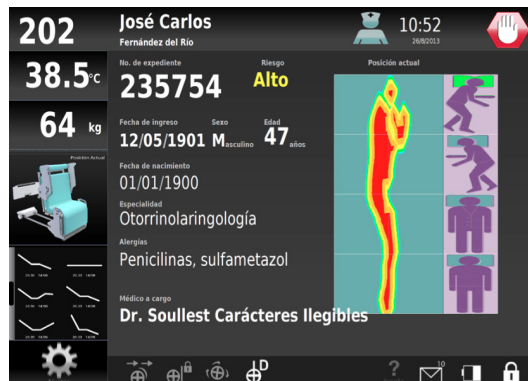 202
José Carlos
Fernández del Río
10:52
26/8/2013
38.5°C
No. de expediente
Riesgo
Posición actual
235754
Alto
64 kg
Fecha de ingreso Sexo Edad
12/05/1901 Masculino 47 años
Posición Actual
Fecha de nacimiento
01/01/1900
Especialidad
Otorrinolaringología
Alergías
Penicilinas, sulfametazol
Médico a cargo
Dr. Soullest Carácteres Ilegibles
D
?
10